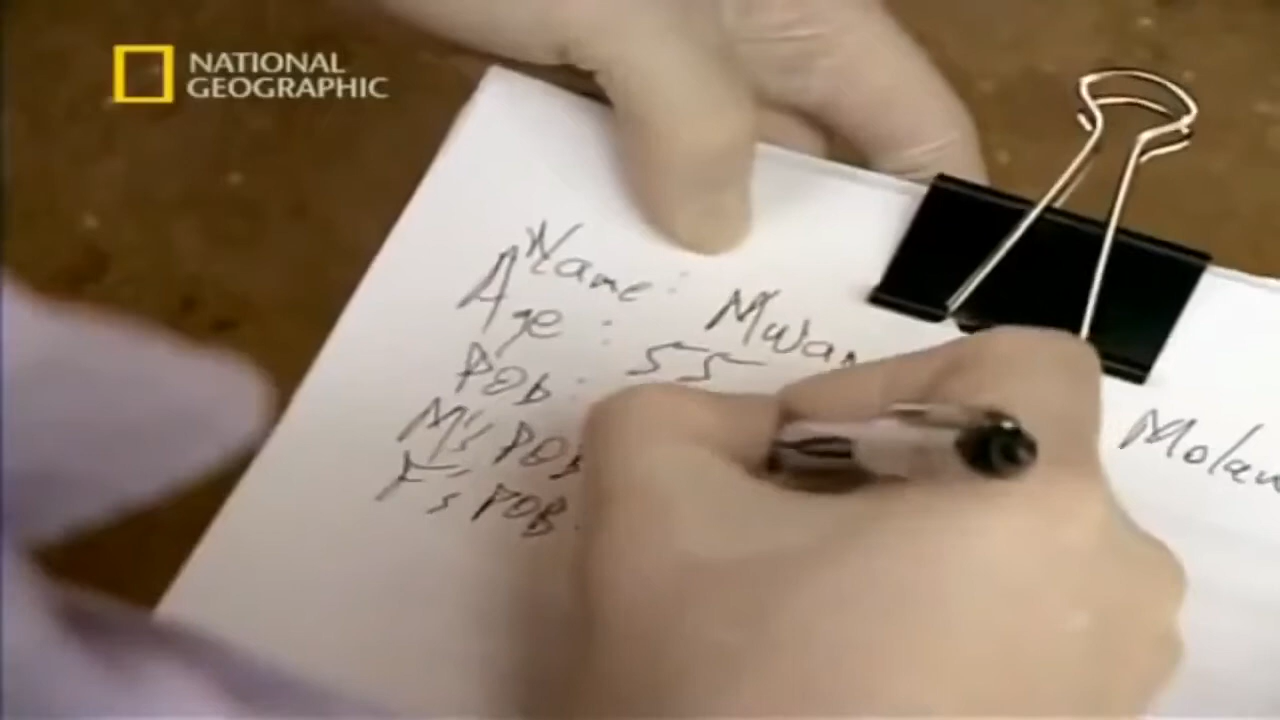 NATIONAL
GEOGRAPHIC
Name:
Age: 55
POB:
M's POB
F's POB.